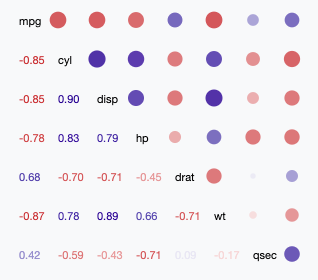 mpg
-0.85 cyl
-0.85 0.90 disp
-0.78 0.83 0.79 hp
0.68 -0.70 -0.71 -0.45 drat
-0.87 0.78 0.89 0.66 -0.71 wt
0.42 -0.59 -0.43 -0.71 0.09 -0.17 qsec